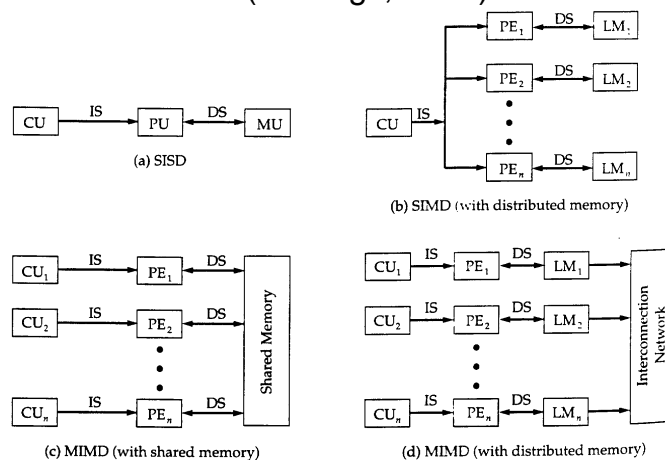 IS
DS
CU
PU
MU
(a) SISD
PE1
DS
LM1
PE2
DS
LM2
IS
CU
PEn
DS
LMn
(b) SIMD (with distributed memory)
IS
DS
CU1
PE1
IS
DS
CU2
PE2
IS
DS
CUn
PEn
Shared Memory
(c) MIMD (with shared memory)
IS
DS
CU1
PE1
LM1
IS
DS
CU2
PE2
LM2
IS
DS
CUn
PEn
LMn
Interconnection
Network
(d) MIMD (with distributed memory)